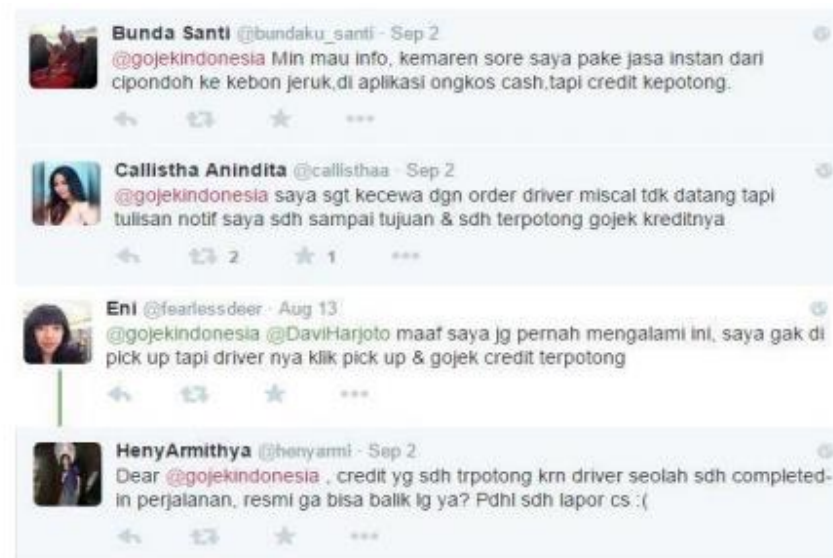 Bunda Santi @bundaku_santi · Sep 2
@gojekindonesia Min mau info, kemaren sore saya pake jasa instan dari
cipondoh ke kebon jeruk,di aplikasi ongkos cash,tapi credit kepotong.
Callistha Anindita @callisthaa · Sep 2
@gojekindonesia saya sgt kecewa dgn order driver miscal tdk datang tapi
tulisan notif saya sdh sampai tujuan & sdh terpotong gojek kreditnya
2 1
Eni @fearlessdeer · Aug 13
@gojekindonesia @DaviHarjoto maaf saya jg pernah mengalami ini, saya gak di
pick up tapi driver nya klik pick up & gojek credit terpotong
HenyArmithya @henyarmi · Sep 2
Dear @gojekindonesia , credit yg sdh trpotong krn driver seolah sdh completed-
in perjalanan, resmi ga bisa balik lg ya? Pdhl sdh lapor cs :(